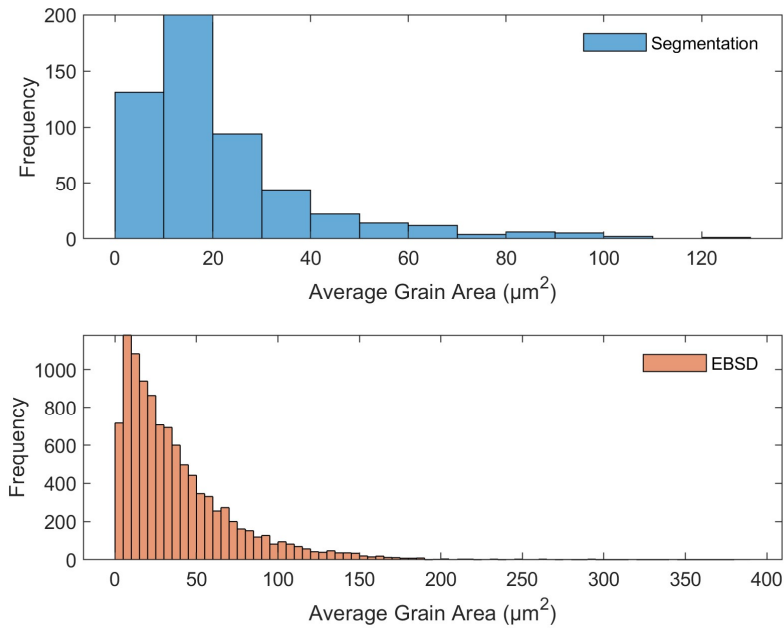 200
150
100
50
0
Frequency
Segmentation
0 20 40 60 80 100 120
Average Grain Area (µm²)
1000
800
600
400
200
0
Frequency
EBSD
0 50 100 150 200 250 300 350 400
Average Grain Area (µm²)